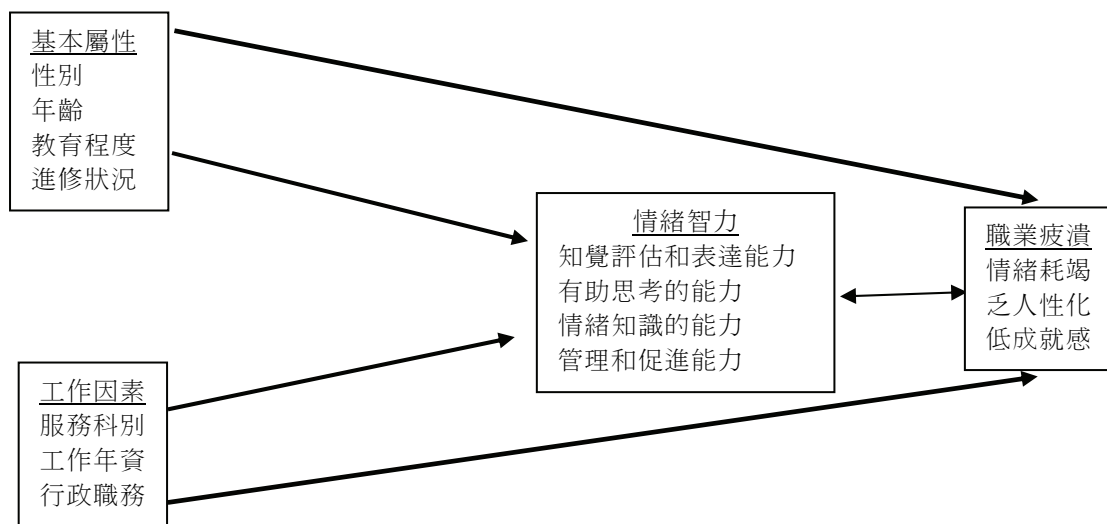 基本屬性
性別
年齡
教育程度
進修狀況
情緒智力
知覺評估和表達能力
有助思考的能力
情緒知識的能力
管理和促進能力
職業疲潰
情緒耗竭
乏人性化
低成就感
工作因素
服務科別
工作年資
行政職務